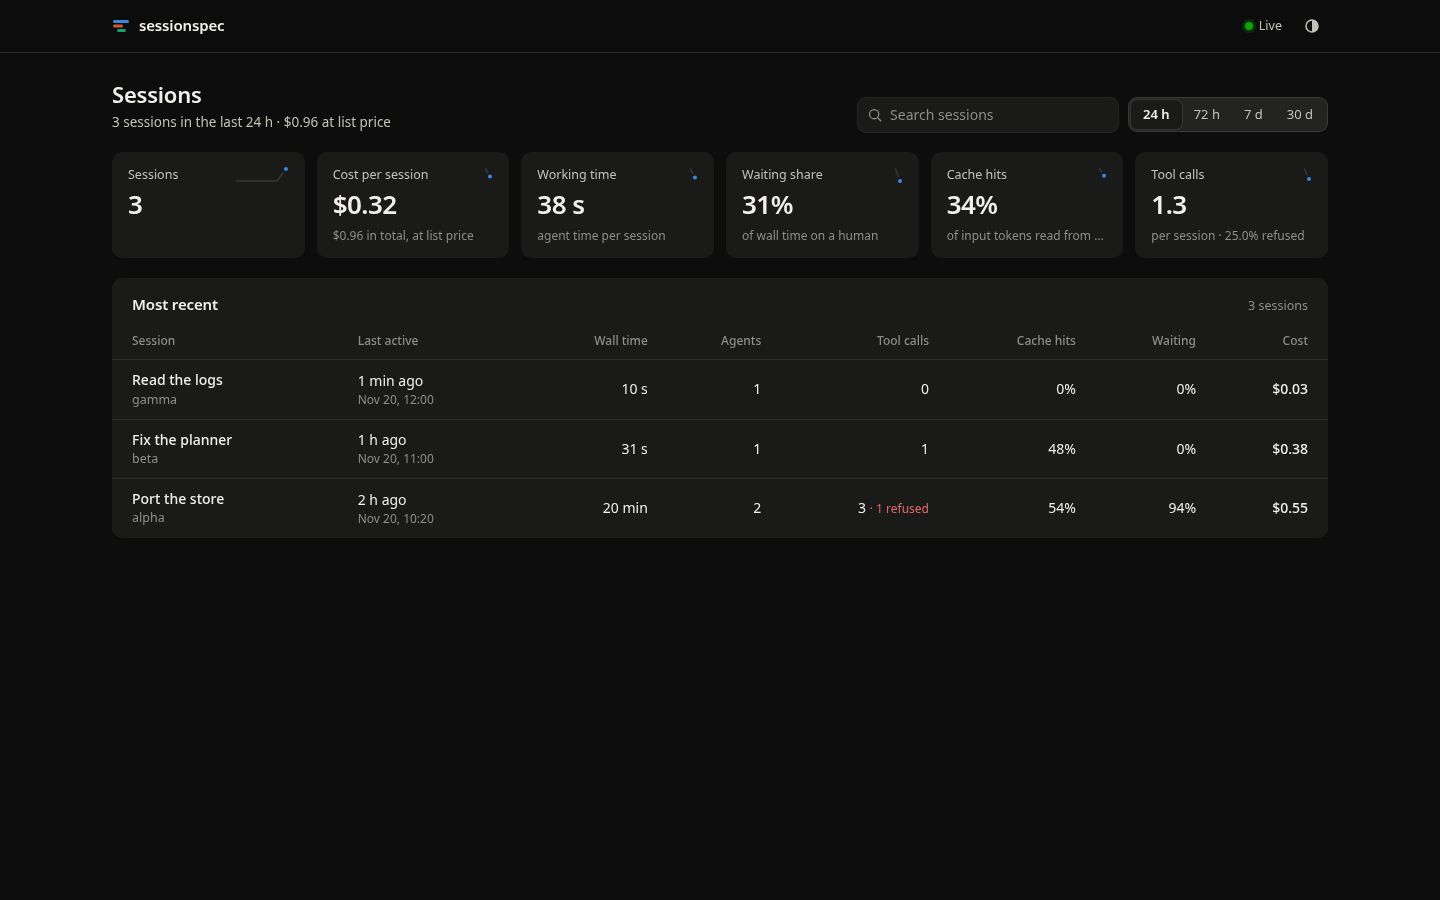 sessionspec
Live
Sessions
3 sessions in the last 24 h · $0.96 at list price
Search sessions
24 h 72 h 7 d 30 d
Sessions
3
Cost per session
$0.32
$0.96 in total, at list price
Working time
38 s
agent time per session
Waiting share
31%
of wall time on a human
Cache hits
34%
of input tokens read from ...
Tool calls
1.3
per session · 25.0% refused
Most recent
3 sessions
Session Last active Wall time Agents Tool calls Cache hits Waiting Cost
Read the logs 1 min ago 10 s 1 0 0% 0% $0.03
gamma Nov 20, 12:00
Fix the planner 1 h ago 31 s 1 1 48% 0% $0.38
beta Nov 20, 11:00
Port the store 2 h ago 20 min 2 3 · 1 refused 54% 94% $0.55
alpha Nov 20, 10:20